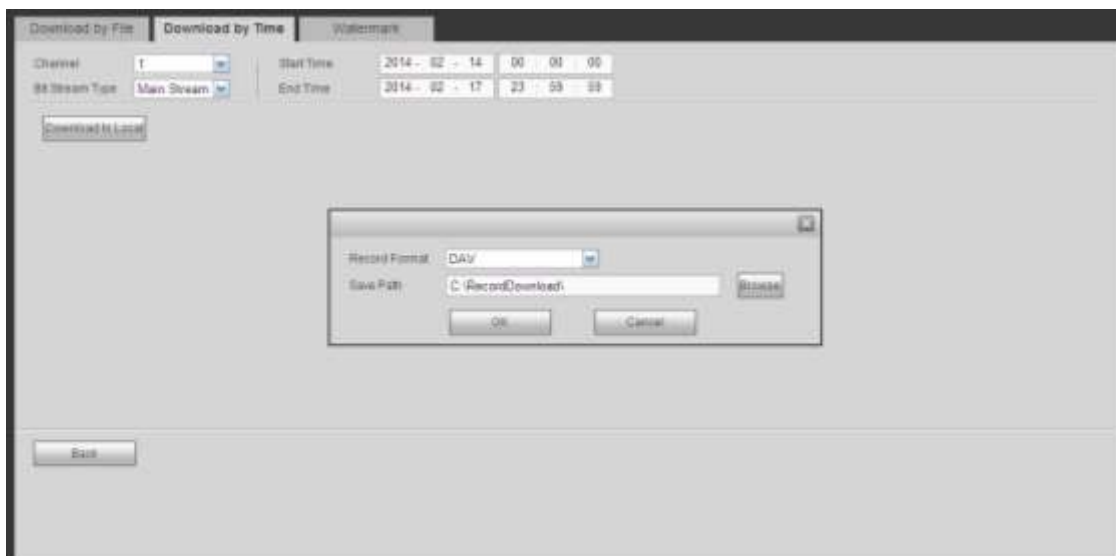 Download by File Download by Time Watermark
Channel 1 Start Time 2014 - 02 - 14 00 : 00 : 00
Bit Stream Type Main Stream End Time 2014 - 02 - 17 23 : 59 : 59
Download to Local
Record Format DAV
Save Path C:\RecordDownload\ Browse
OK Cancel
Back